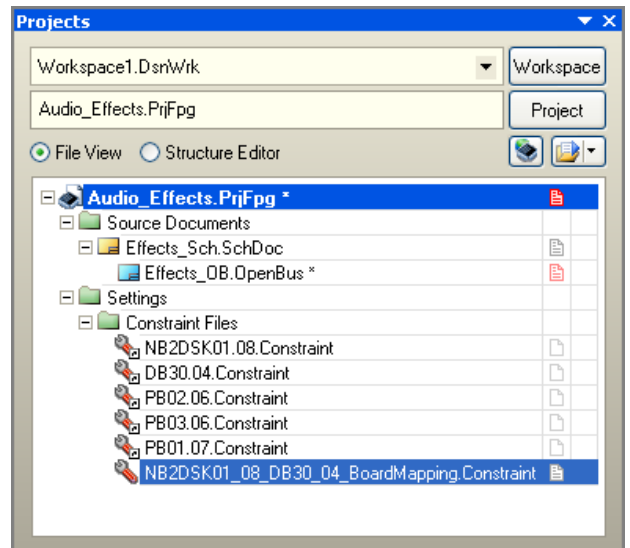 Projects
Workspace1.DsnWrk Workspace
Audio_Effects.PrjFpg Project
File View Structure Editor
Audio_Effects.PrjFpg *
Source Documents
Effects_Sch.SchDoc
Effects_OB.OpenBus *
Settings
Constraint Files
NB2DSK01.08.Constraint
DB30.04.Constraint
PB02.06.Constraint
PB03.06.Constraint
PB01.07.Constraint
NB2DSK01_08_DB30_04_BoardMapping.Constraint